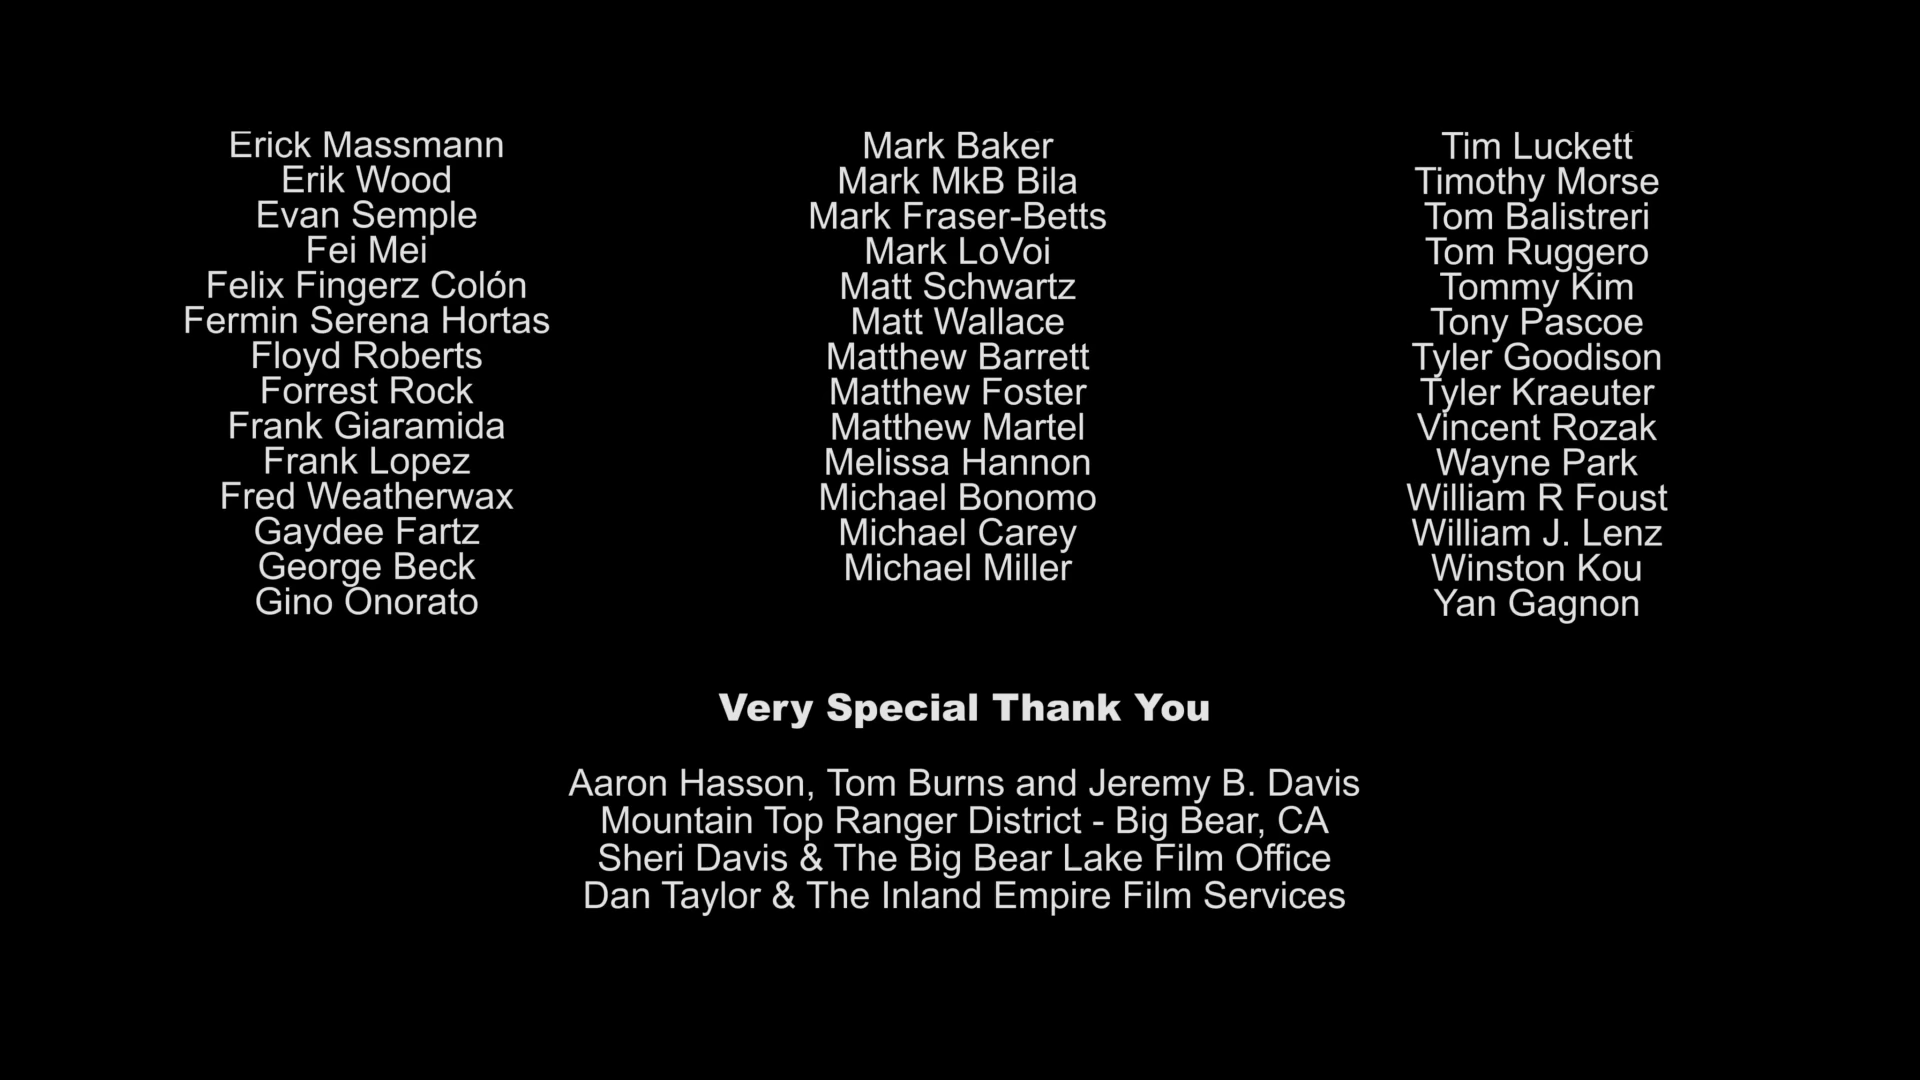 Erick Massmann
Erik Wood
Evan Semple
Fei Mei
Felix Fingerz Colón
Fermin Serena Hortas
Floyd Roberts
Forrest Rock
Frank Giaramida
Frank Lopez
Fred Weatherwax
Gaydee Fartz
George Beck
Gino Onorato
Mark Baker
Mark MkB Bila
Mark Fraser-Betts
Mark LoVoi
Matt Schwartz
Matt Wallace
Matthew Barrett
Matthew Foster
Matthew Martel
Melissa Hannon
Michael Bonomo
Michael Carey
Michael Miller
Tim Luckett
Timothy Morse
Tom Balistreri
Tom Ruggero
Tommy Kim
Tony Pascoe
Tyler Goodison
Tyler Kraeuter
Vincent Rozak
Wayne Park
William R Foust
William J. Lenz
Winston Kou
Yan Gagnon
Very Special Thank You
Aaron Hasson, Tom Burns and Jeremy B. Davis
Mountain Top Ranger District - Big Bear, CA
Sheri Davis & The Big Bear Lake Film Office
Dan Taylor & The Inland Empire Film Services